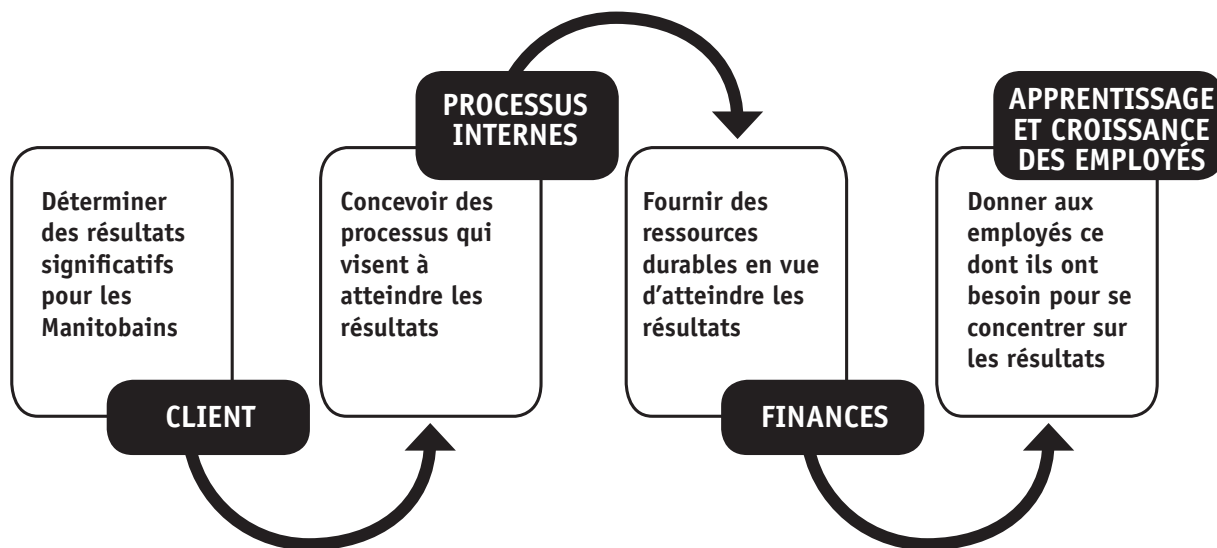 Déterminer
des résultats
significatifs
pour les
Manitobains
CLIENT
PROCESSUS
INTERNES
Concevoir des
processus qui
visent à
atteindre les
résultats
Fournir des
ressources
durables en vue
d'atteindre les
résultats
FINANCES
APPRENTISSAGE
ET CROISSANCE
DES EMPLOYÉS
Donner aux
employés ce
dont ils ont
besoin pour se
concentrer sur
les résultats